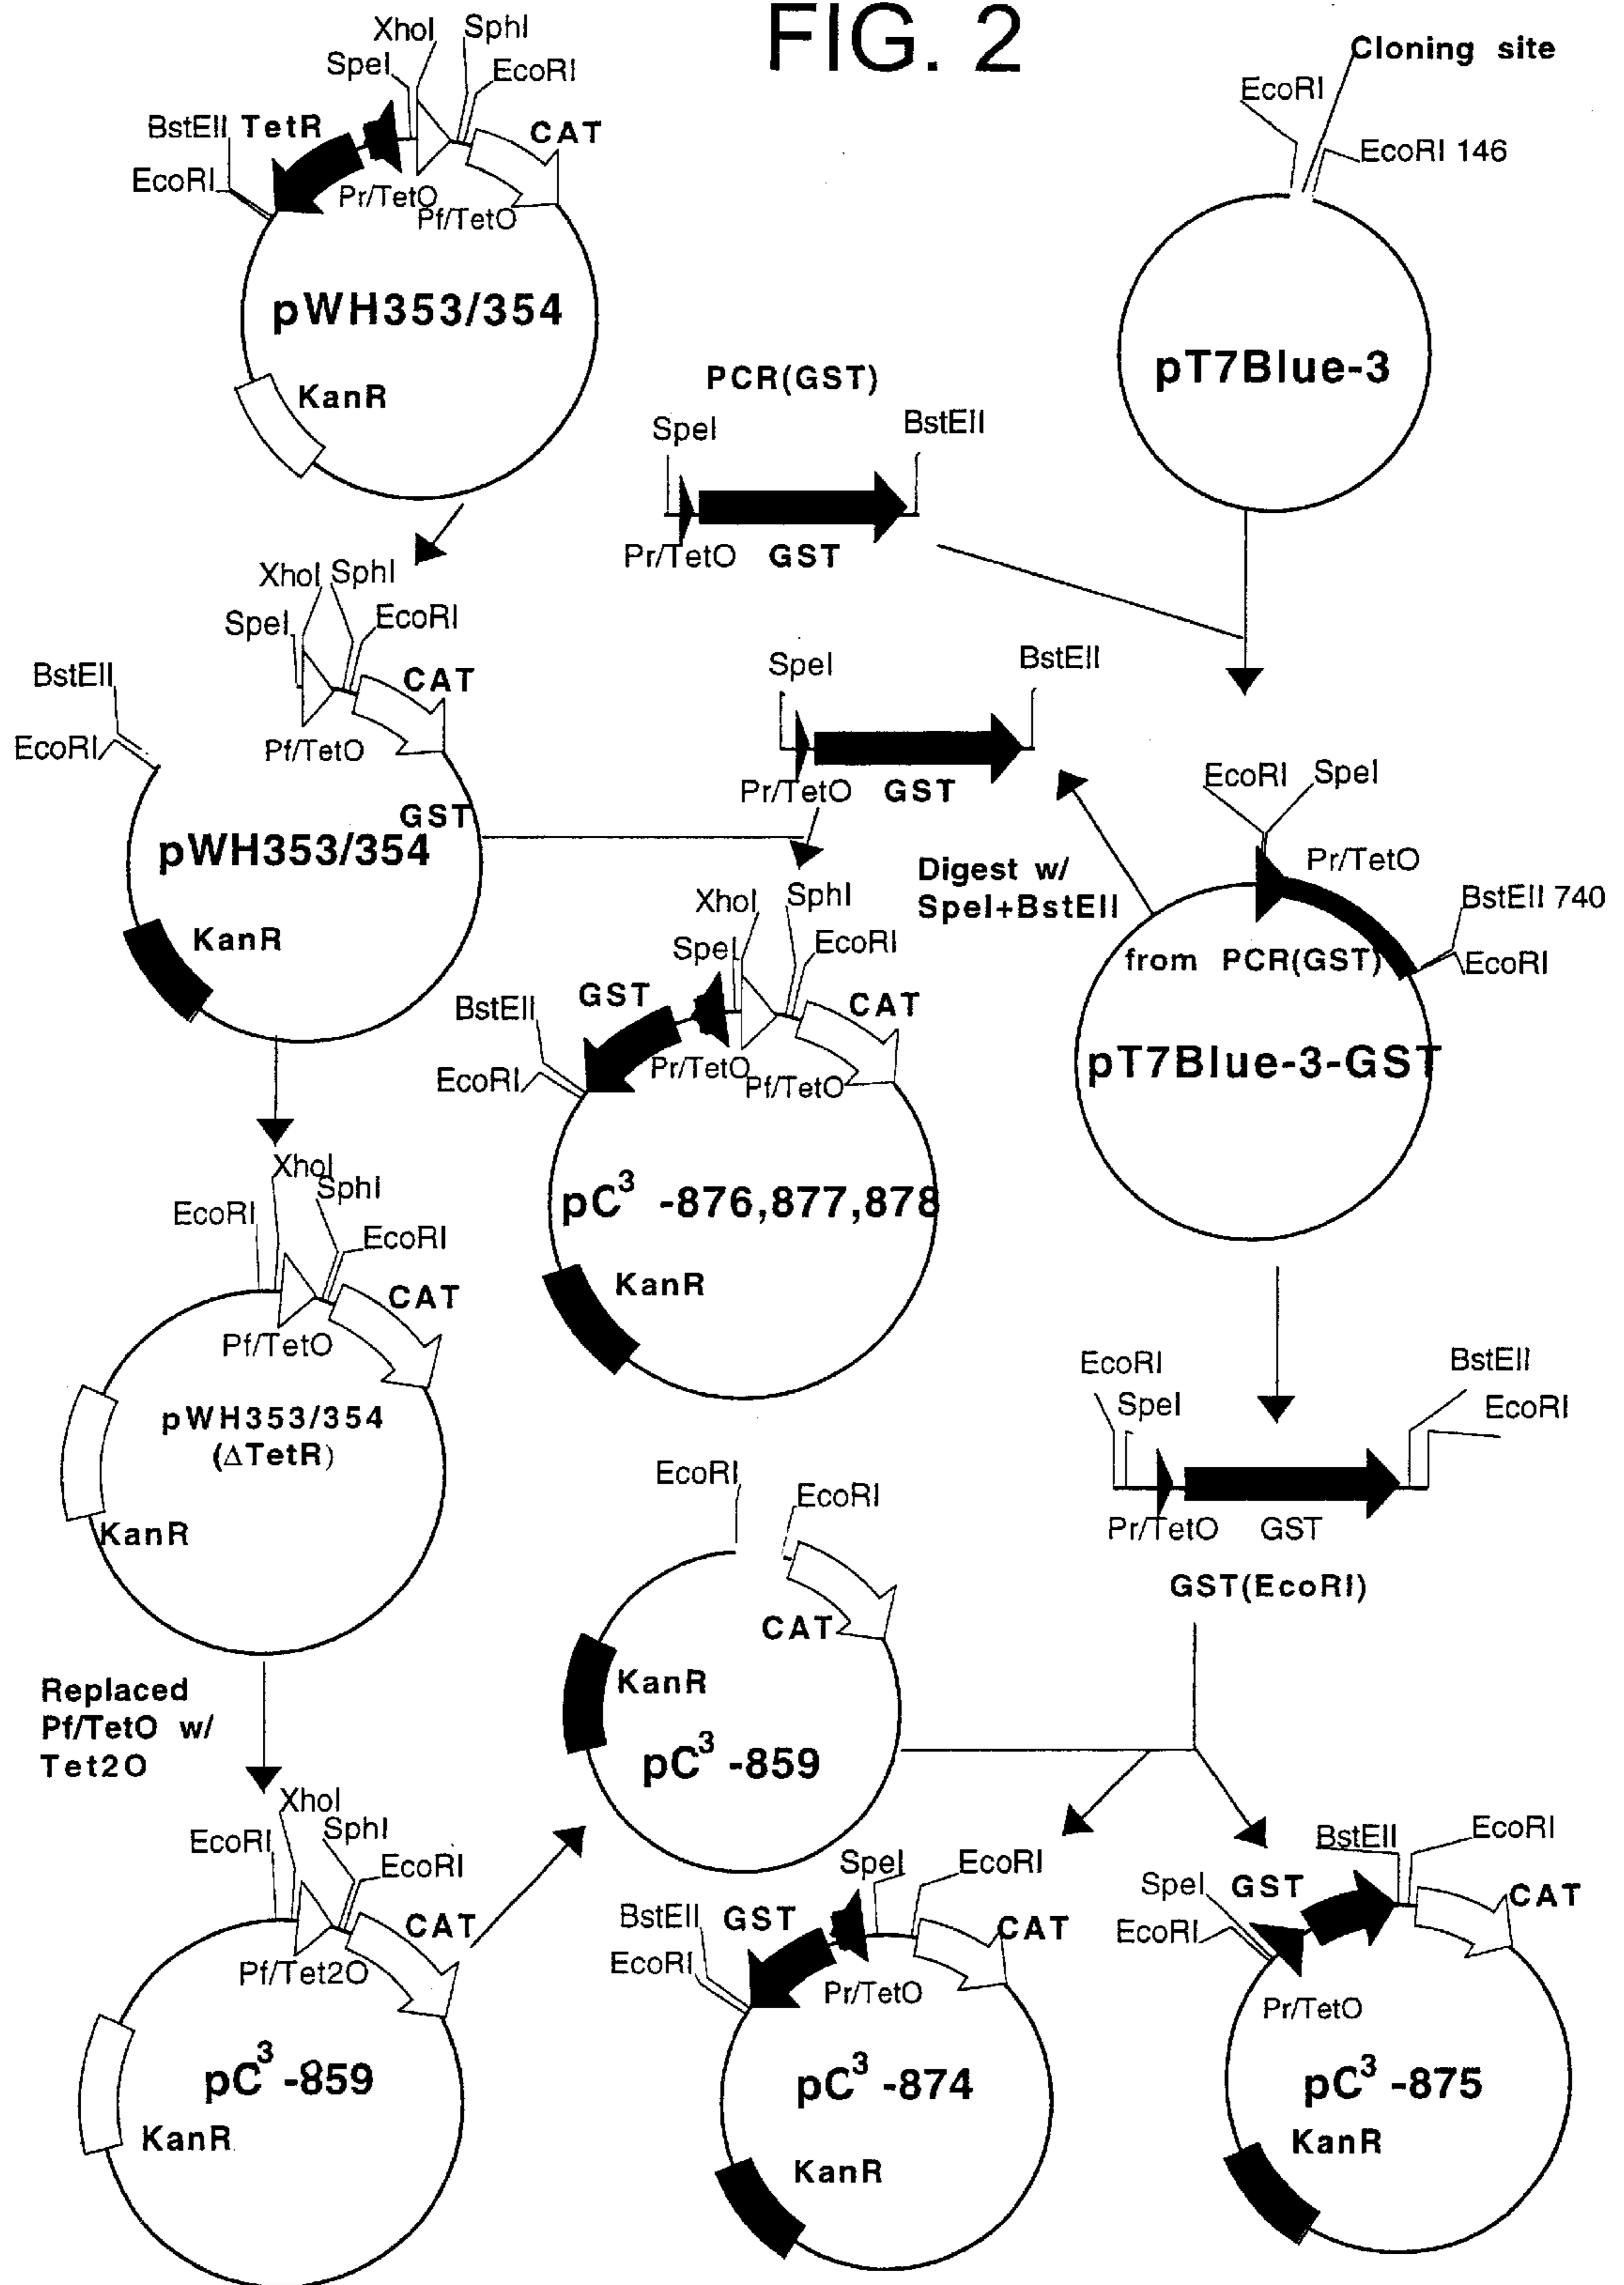 FIG. 2
XhoI
SphI
SpeI
EcoRI
BstEII
TetR
CAT
EcoRI
Pr/TetO
Pf/TetO
pWH353/354
KanR
Cloning site
EcoRI
EcoRI 146
pT7Blue-3
PCR(GST)
SpeI
BstEII
Pr/TetO
GST
XhoI
SphI
SpeI
EcoRI
BstEII
CAT
EcoRI
Pf/TetO
GST
pWH353/354
KanR
SpeI
BstEII
Pr/TetO
GST
Digest w/
SpeI+BstEII
EcoRI
SpeI
Pr/TetO
BstEII 740
from PCR(GST)
EcoRI
pT7Blue-3-GST
XhoI
SphI
SpeI
EcoRI
GST
CAT
BstEII
Pr/TetO
EcoRI
Pf/TetO
pC3 -876,877,878
KanR
XhoI
SphI
EcoRI
EcoRI
CAT
Pf/TetO
pWH353/354
(ΔTetR)
KanR
EcoRI
BstEII
SpeI
EcoRI
Pr/TetO
GST
GST(EcoRI)
EcoRI
EcoRI
CAT
KanR
pC3 -859
Replaced
Pf/TetO w/
Tet2O
XhoI
SphI
EcoRI
EcoRI
CAT
Pf/Tet2O
pC3 -859
KanR
SpeI
EcoRI
BstEII
GST
CAT
EcoRI
Pr/TetO
pC3 -874
KanR
BstEII
EcoRI
SpeI
GST
CAT
EcoRI
Pr/TetO
pC3 -875
KanR